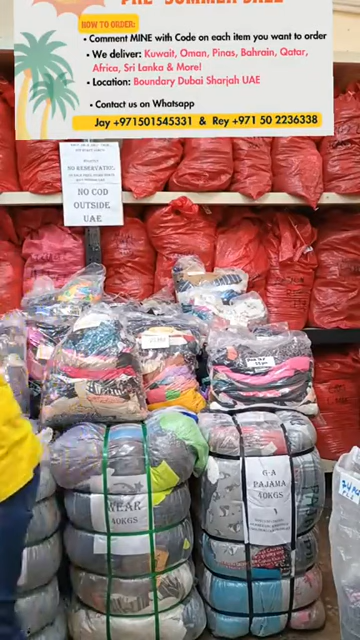 PRE-SUMMER SALE
HOW TO ORDER:
• Comment MINE with Code on each item you want to order
• We deliver: Kuwait, Oman, Pinas, Bahrain, Qatar,
Africa, Sri Lanka & More!
• Location: Boundary Dubai Sharjah UAE
• Contact us on Whatsapp
Jay +971501545331 & Rey +971 50 2236338
NO RESERVATION,
NO COD
OUTSIDE
UAE
WEAR
40KGS
G-A
PAJAMA
40KGS